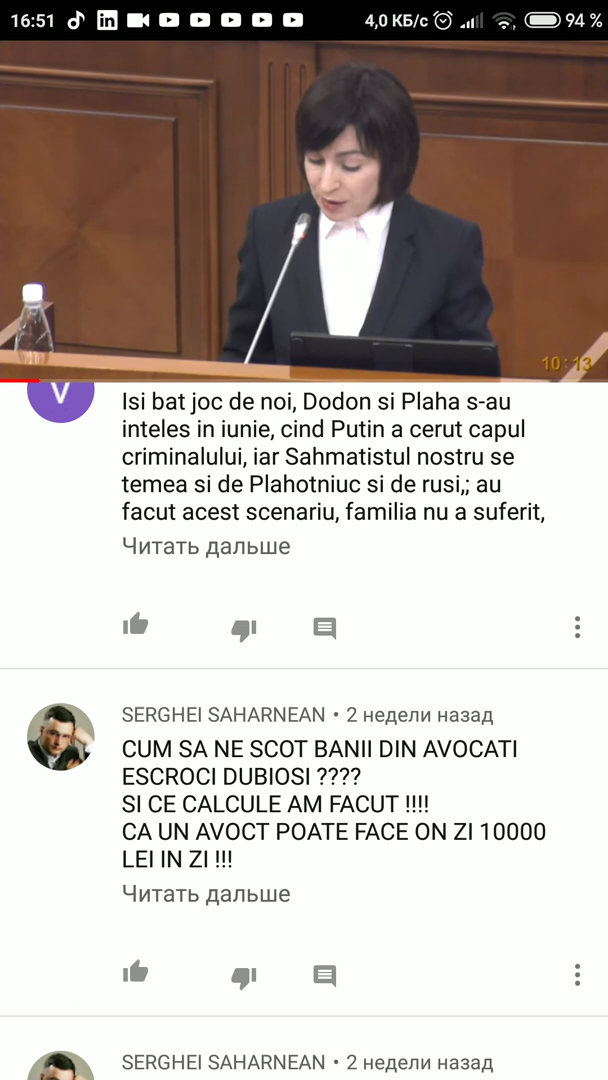 16:51 in 4,0 КБ/с 94 %
10:13
V
Isi bat joc de noi, Dodon si Plaha s-au
inteles in iunie, cind Putin a cerut capul
criminalului, iar Sahmatistul nostru se
temea si de Plahotniuc si de rusi,; au
facut acest scenariu, familia nu a suferit,
Читать дальше
SERGHEI SAHARNEAN • 2 недели назад
CUM SA NE SCOT BANII DIN AVOCATI
ESCROCI DUBIOSI ????
SI CE CALCULE AM FACUT !!!!
CA UN AVOCT POATE FACE ON ZI 10000
LEI IN ZI !!!
Читать дальше
SERGHEI SAHARNEAN • 2 недели назад